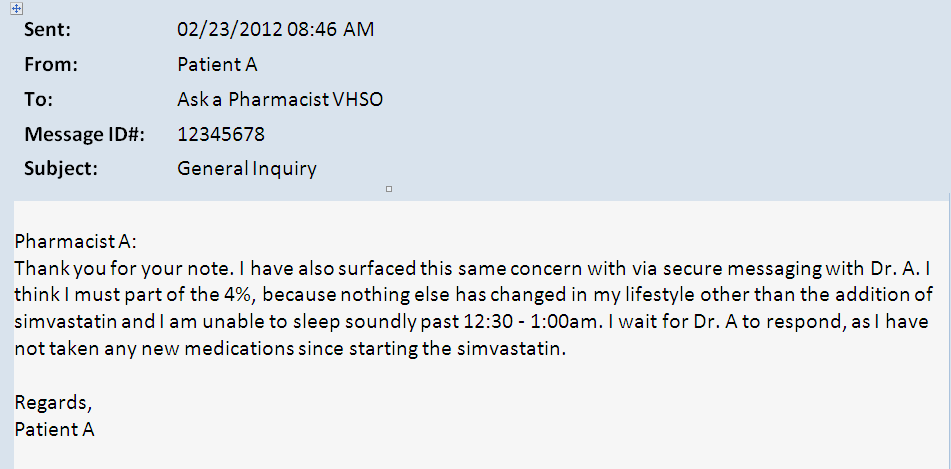 Sent: 02/23/2012 08:46 AM
From: Patient A
To: Ask a Pharmacist VHSO
Message ID#: 12345678
Subject: General Inquiry
Pharmacist A:
Thank you for your note. I have also surfaced this same concern with via secure messaging with Dr. A. I
think I must part of the 4%, because nothing else has changed in my lifestyle other than the addition of
simvastatin and I am unable to sleep soundly past 12:30 - 1:00am. I wait for Dr. A to respond, as I have
not taken any new medications since starting the simvastatin.
Regards,
Patient A